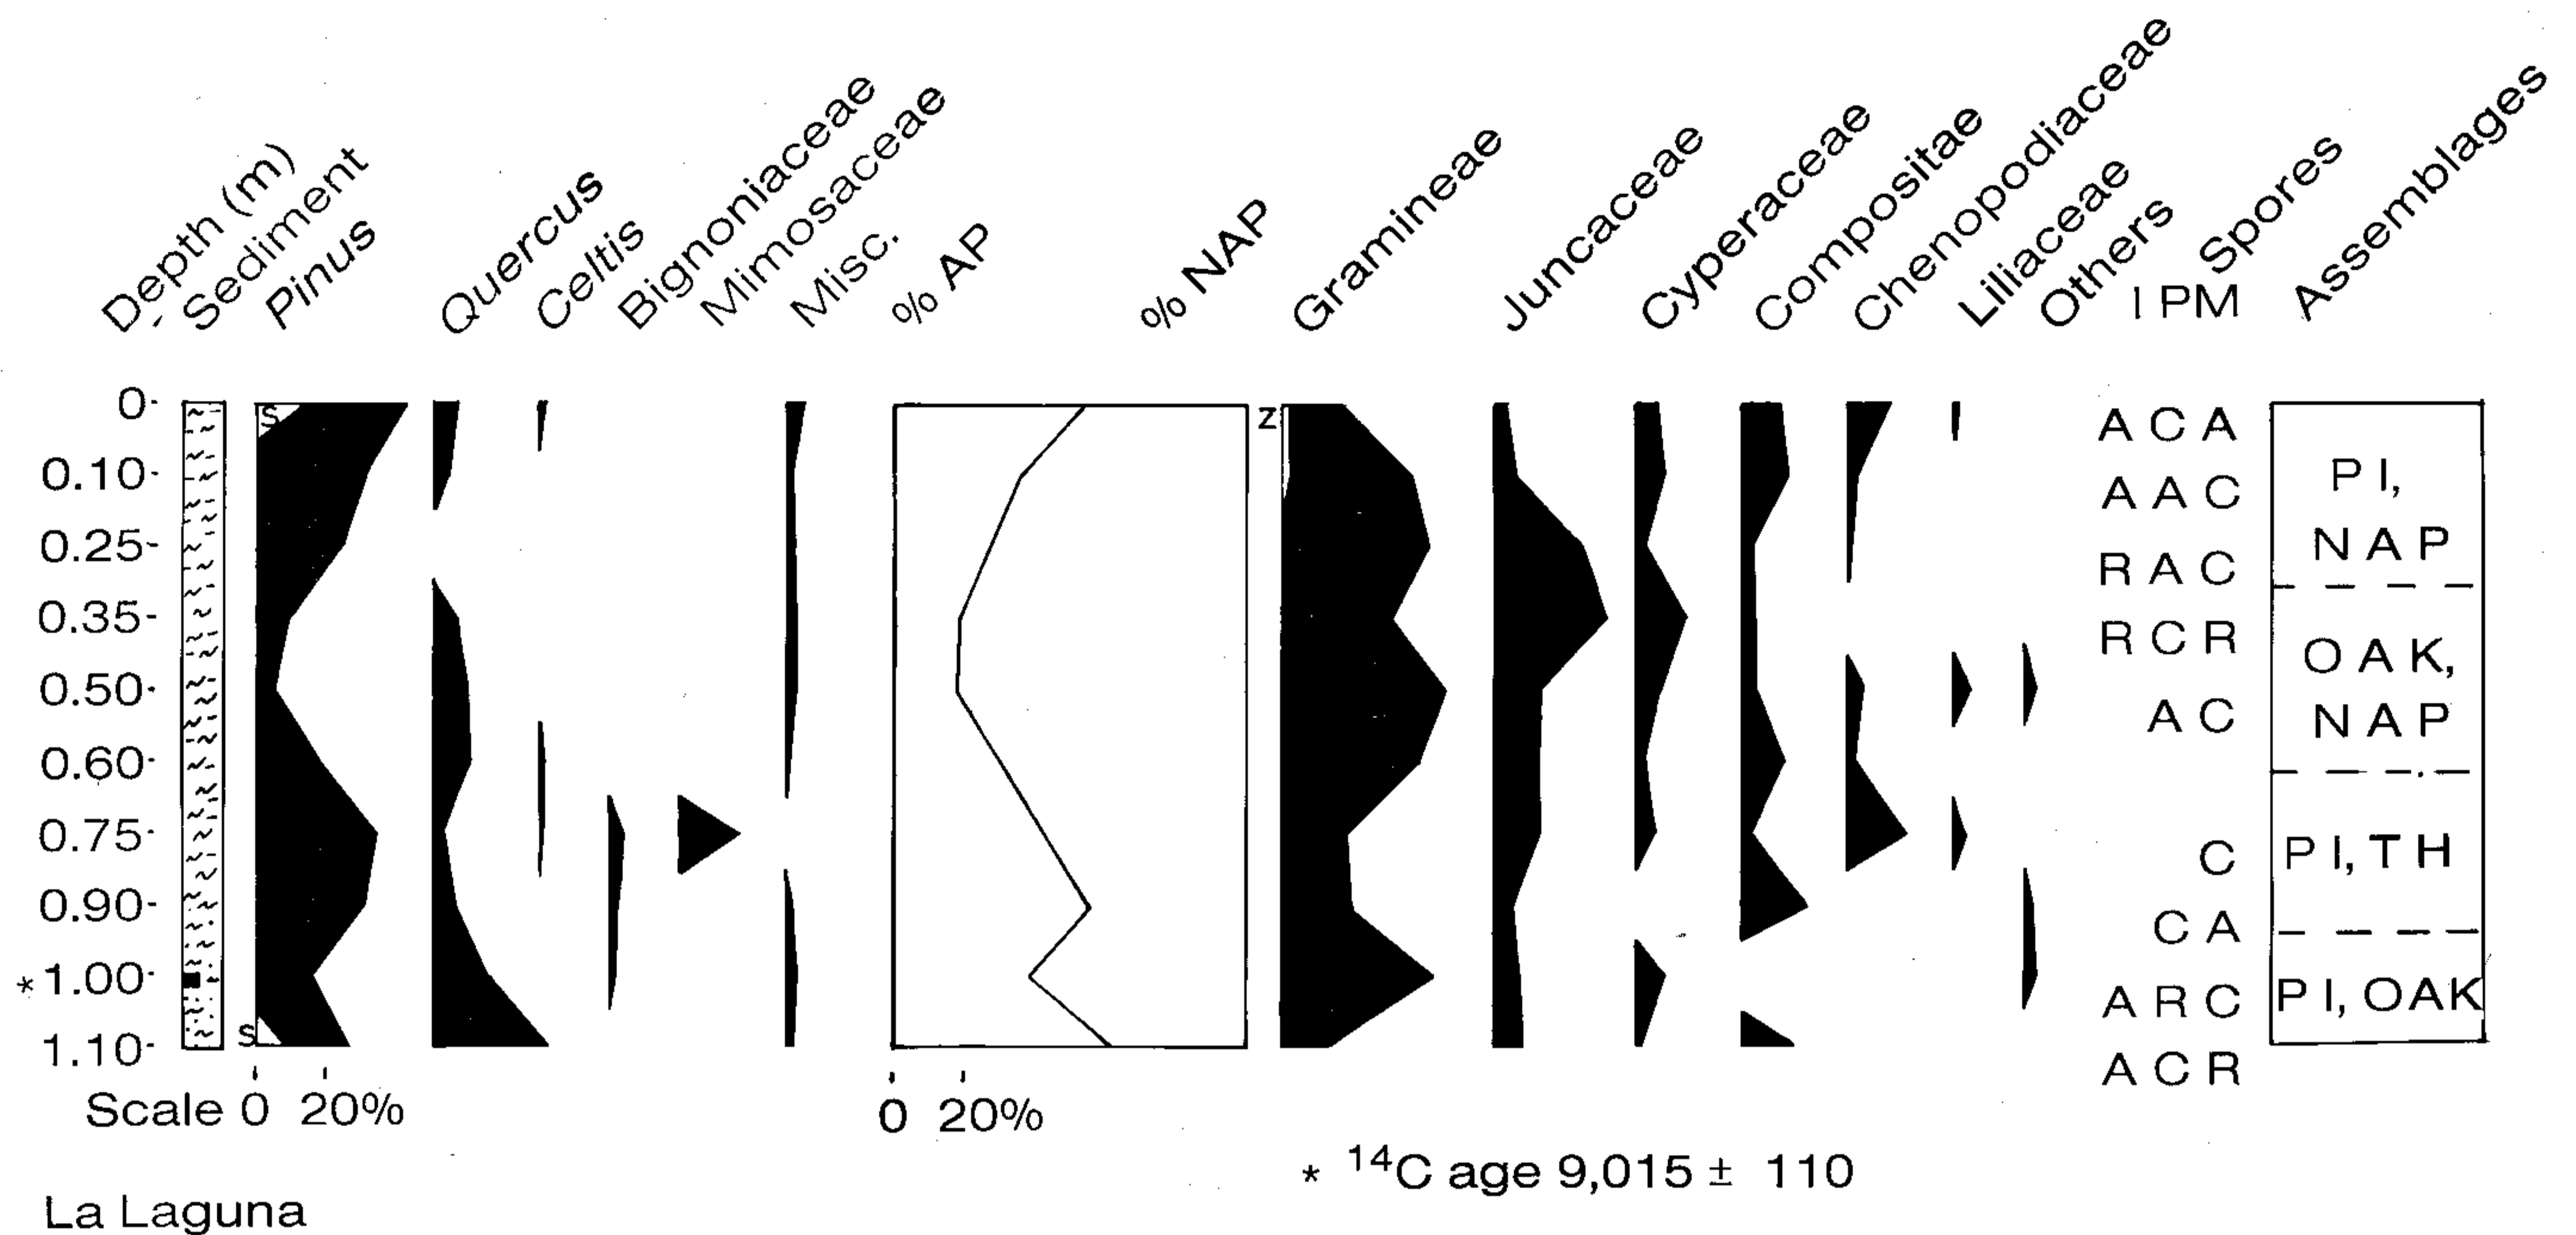 Depth (m)
Sediment
Pinus
Quercus
Celtis
Bignoniaceae
Mimosaceae
Misc.
% AP
% NAP
Gramineae
Juncaceae
Cyperaceae
Compositae
Chenopodiaceae
Liliaceae
Others
I PM Spores
Assemblages
0
0.10
0.25
0.35
0.50
0.60
0.75
0.90
* 1.00
1.10
S
S
Z
A C A
A A C
R A C
R C R
A C
C
C A
A R C
A C R
PI,
NAP
OAK,
NAP
PI, TH
PI, OAK
Scale 0 20%
0 20%
* 14C age 9,015 ± 110
La Laguna